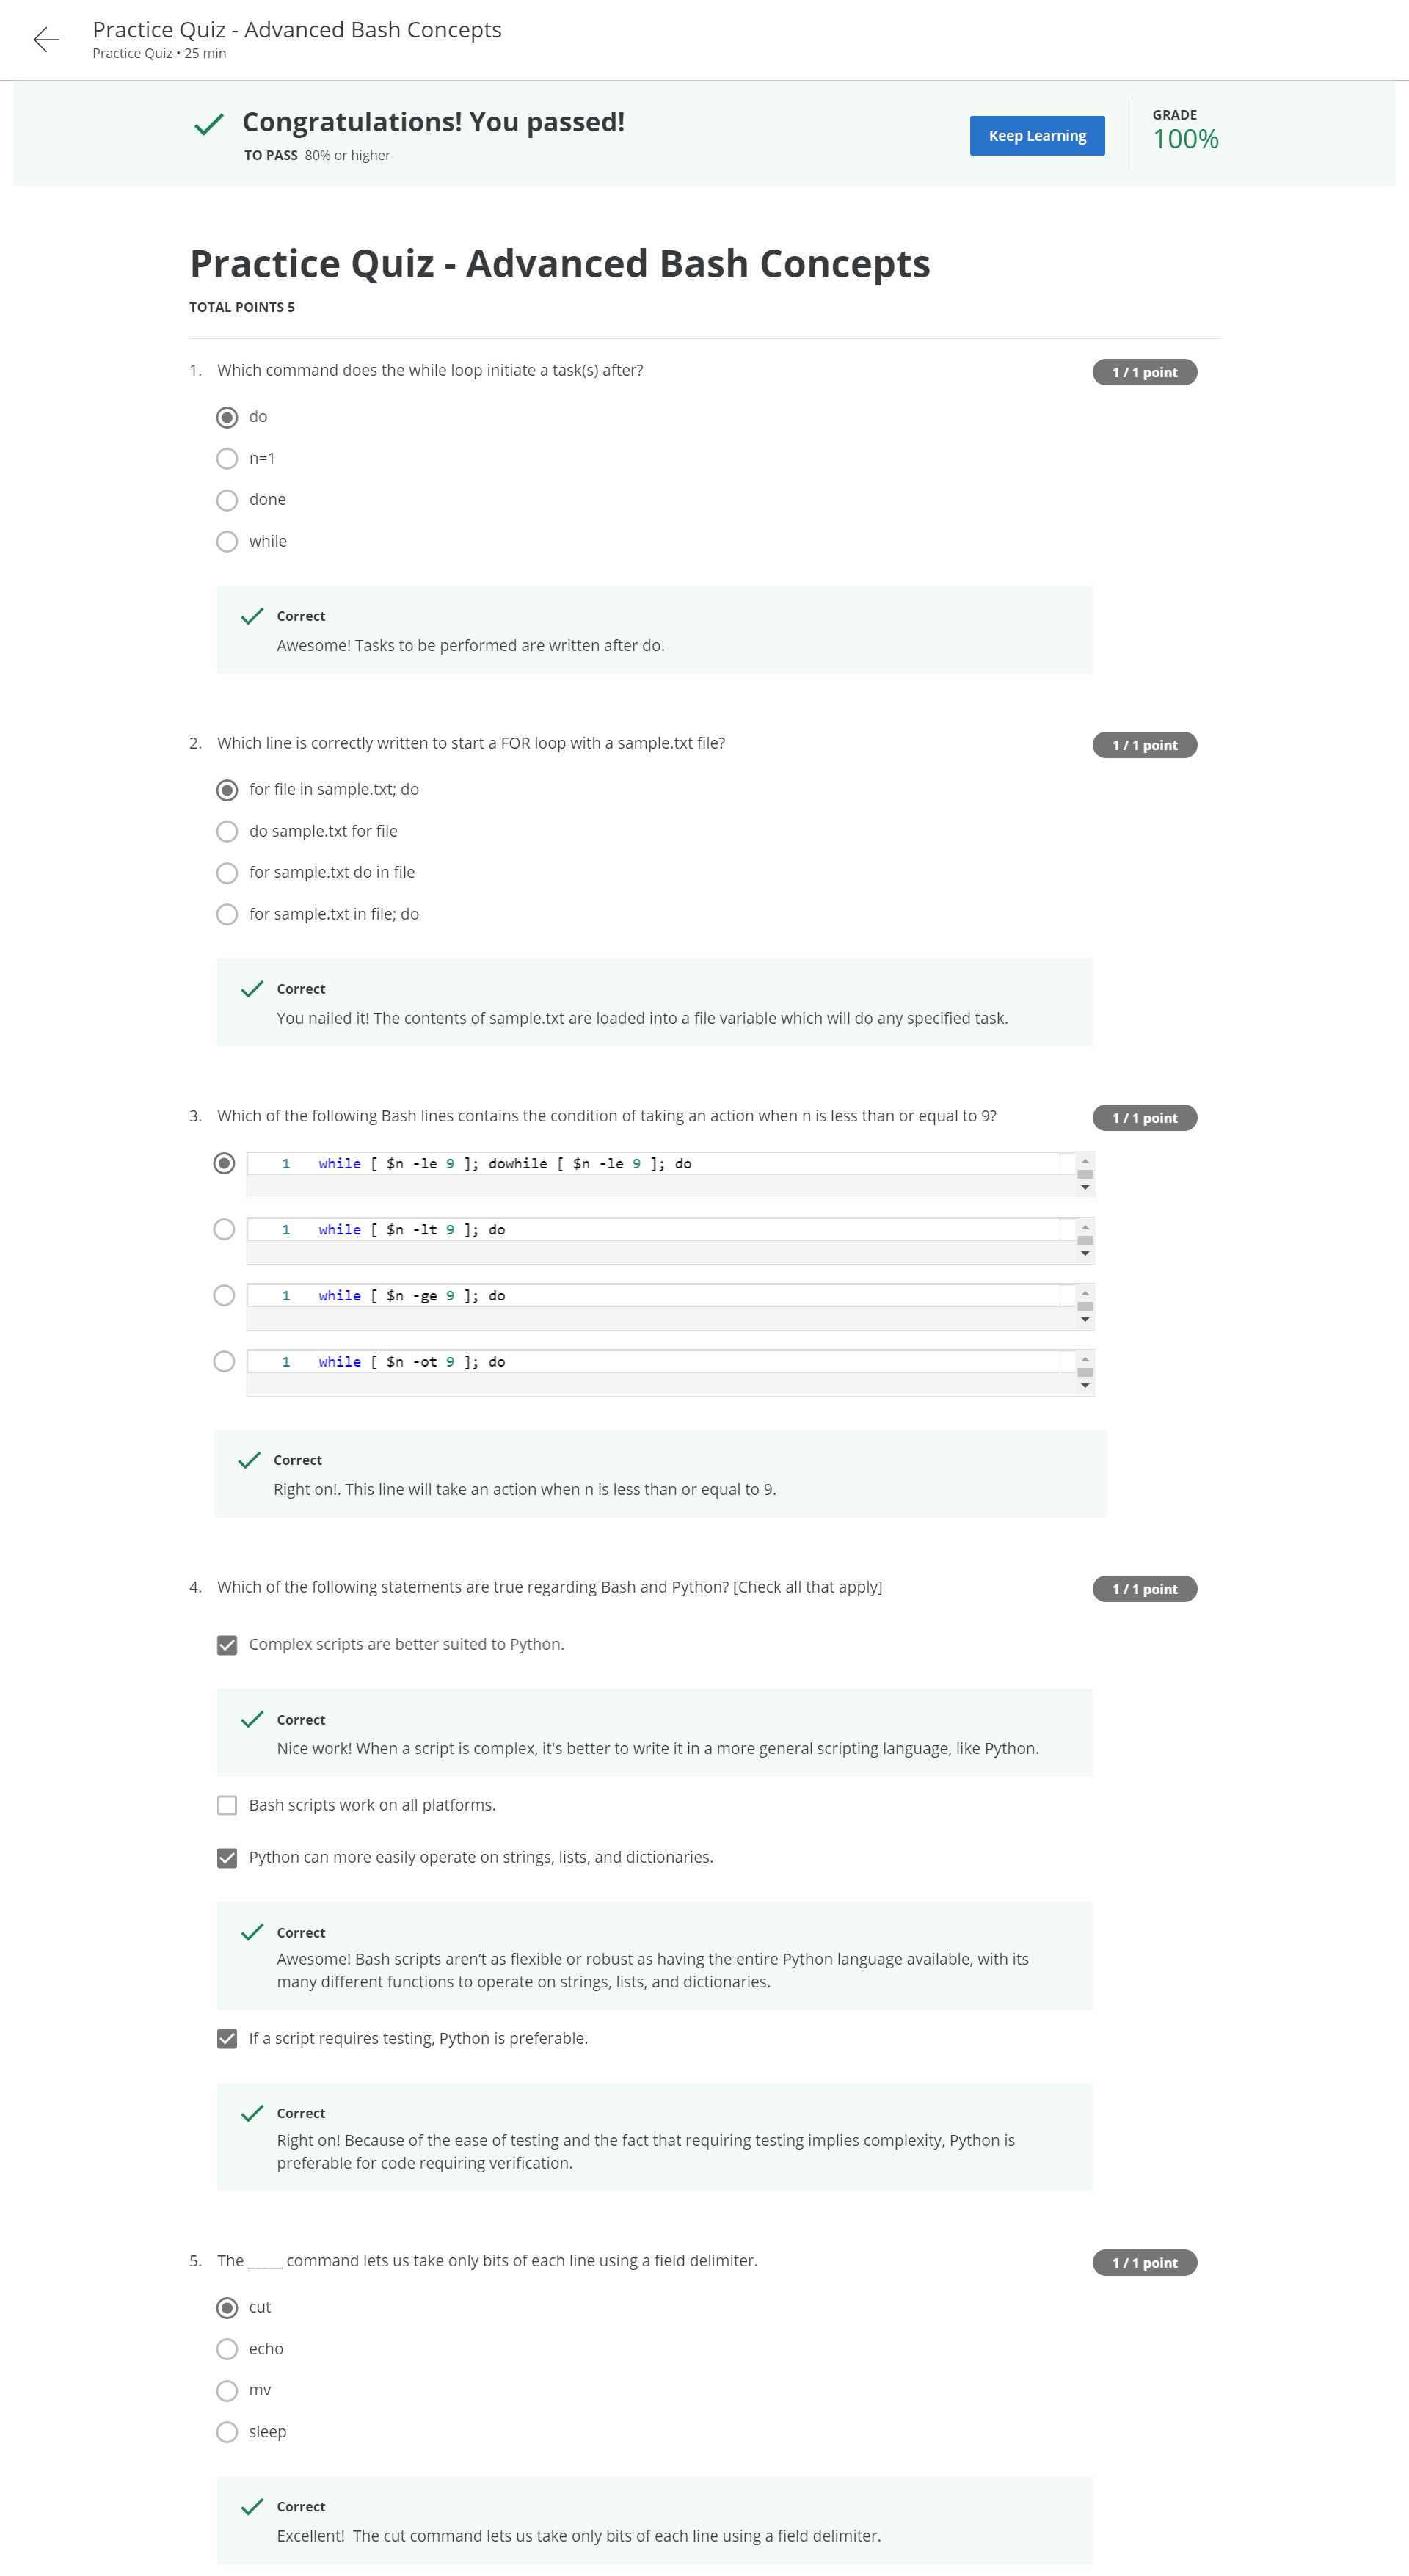 Practice Quiz - Advanced Bash Concepts
Practice Quiz • 25 min
Congratulations! You passed!
TO PASS 80% or higher
Keep Learning
GRADE
100%
Practice Quiz - Advanced Bash Concepts
TOTAL POINTS 5
1. Which command does the while loop initiate a task(s) after?
1 / 1 point
do
n=1
done
while
Correct
Awesome! Tasks to be performed are written after do.
2. Which line is correctly written to start a FOR loop with a sample.txt file?
1 / 1 point
for file in sample.txt; do
do sample.txt for file
for sample.txt do in file
for sample.txt in file; do
Correct
You nailed it! The contents of sample.txt are loaded into a file variable which will do any specified task.
3. Which of the following Bash lines contains the condition of taking an action when n is less than or equal to 9?
1 / 1 point
1 while [ $n -le 9 ]; dowhile [ $n -le 9 ]; do
1 while [ $n -lt 9 ]; do
1 while [ $n -ge 9 ]; do
1 while [ $n -ot 9 ]; do
Correct
Right on!. This line will take an action when n is less than or equal to 9.
4. Which of the following statements are true regarding Bash and Python? [Check all that apply]
1 / 1 point
Complex scripts are better suited to Python.
Correct
Nice work! When a script is complex, it's better to write it in a more general scripting language, like Python.
Bash scripts work on all platforms.
Python can more easily operate on strings, lists, and dictionaries.
Correct
Awesome! Bash scripts aren’t as flexible or robust as having the entire Python language available, with its
many different functions to operate on strings, lists, and dictionaries.
If a script requires testing, Python is preferable.
Correct
Right on! Because of the ease of testing and the fact that requiring testing implies complexity, Python is
preferable for code requiring verification.
5. The _____ command lets us take only bits of each line using a field delimiter.
1 / 1 point
cut
echo
mv
sleep
Correct
Excellent!  The cut command lets us take only bits of each line using a field delimiter.